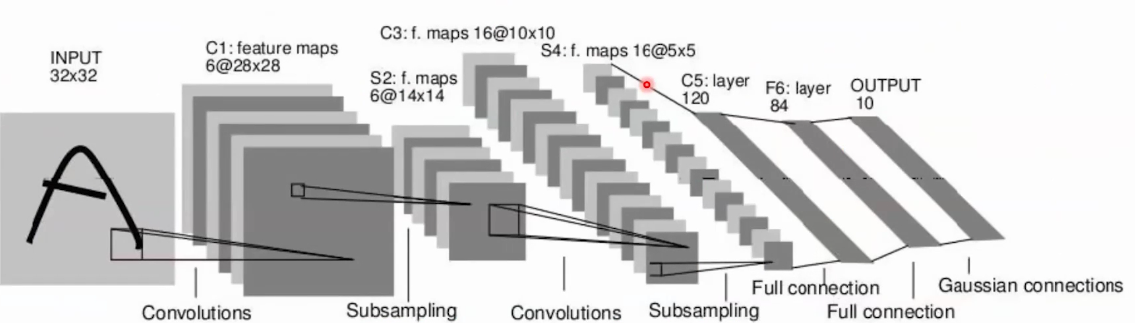 INPUT
32x32
C1: feature maps
6@28x28
S2: f. maps
6@14x14
C3: f. maps 16@10x10
S4: f. maps 16@5x5
C5: layer
120
F6: layer
84
OUTPUT
10
A
Convolutions
Subsampling
Convolutions
Subsampling
Full connection
Full connection
Gaussian connections